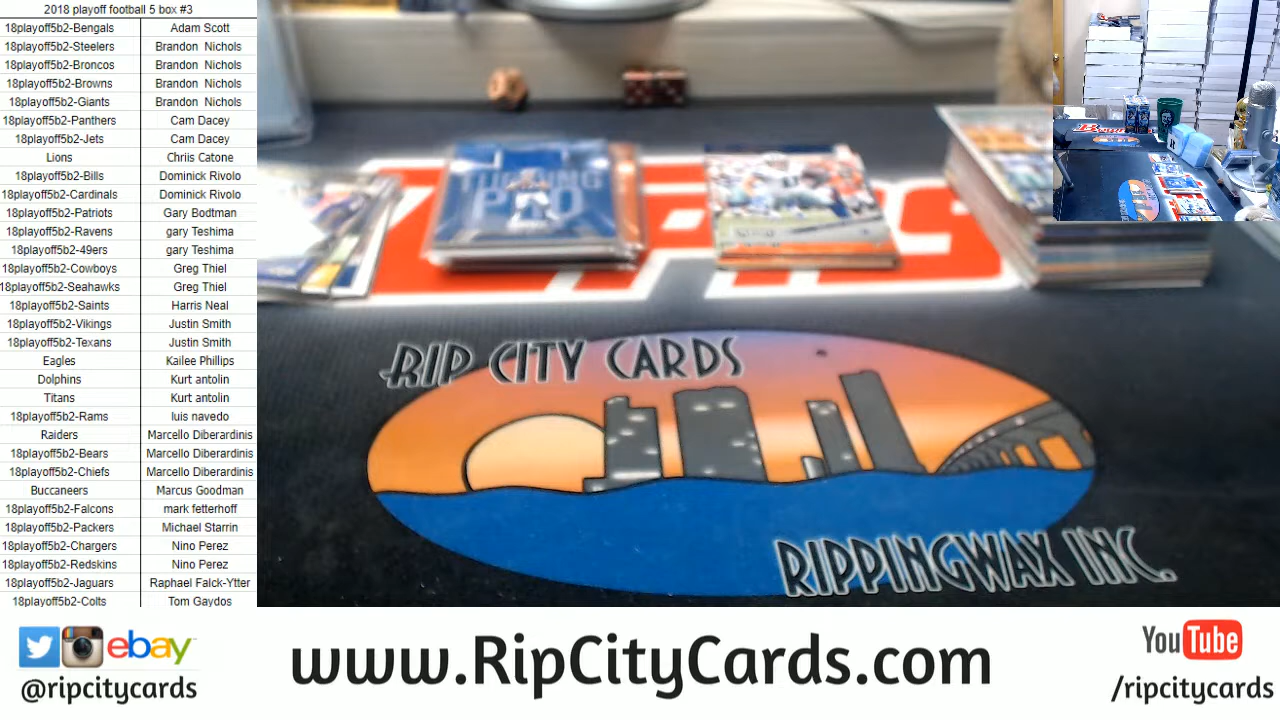 2018 playoff football 5 box #3
18playoff5b2-Bengals Adam Scott
18playoff5b2-Steelers Brandon Nichols
18playoff5b2-Broncos Brandon Nichols
18playoff5b2-Browns Brandon Nichols
18playoff5b2-Giants Brandon Nichols
18playoff5b2-Panthers Cam Dacey
18playoff5b2-Jets Cam Dacey
Lions Chriis Catone
18playoff5b2-Bills Dominick Rivolo
18playoff5b2-Cardinals Dominick Rivolo
18playoff5b2-Patriots Gary Bodtman
18playoff5b2-Ravens gary Teshima
18playoff5b2-49ers gary Teshima
18playoff5b2-Cowboys Greg Thiel
18playoff5b2-Seahawks Greg Thiel
18playoff5b2-Saints Harris Neal
18playoff5b2-Vikings Justin Smith
18playoff5b2-Texans Justin Smith
Eagles Kailee Phillips
Dolphins Kurt antolin
Titans Kurt antolin
18playoff5b2-Rams luis navedo
Raiders Marcello Diberardinis
18playoff5b2-Bears Marcello Diberardinis
18playoff5b2-Chiefs Marcello Diberardinis
Buccaneers Marcus Goodman
18playoff5b2-Falcons mark fetterhoff
18playoff5b2-Packers Michael Starrin
18playoff5b2-Chargers Nino Perez
18playoff5b2-Redskins Nino Perez
18playoff5b2-Jaguars Raphael Falck-Ytter
18playoff5b2-Colts Tom Gaydos
RIP CITY CARDS
RIPPINGWAX INC.
ebay
@ripcitycards
www.RipCityCards.com
YouTube
/ripcitycards